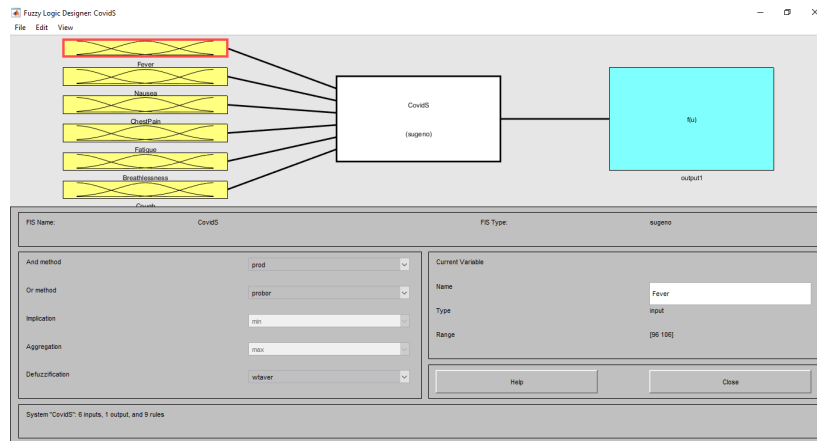 Fuzzy Logic Designer: CovidS
File Edit View
Fever
Nausea
ChestPain
Fatigue
Breathlessness
Cough
CovidS
(sugeno)
f(u)
output1
FIS Name: CovidS FIS Type: sugeno
And method prod
Or method probor
Implication min
Aggregation max
Defuzzification wtaver
Current Variable
Name Fever
Type input
Range [96 106]
Help Close
System "CovidS": 6 inputs, 1 output, and 9 rules